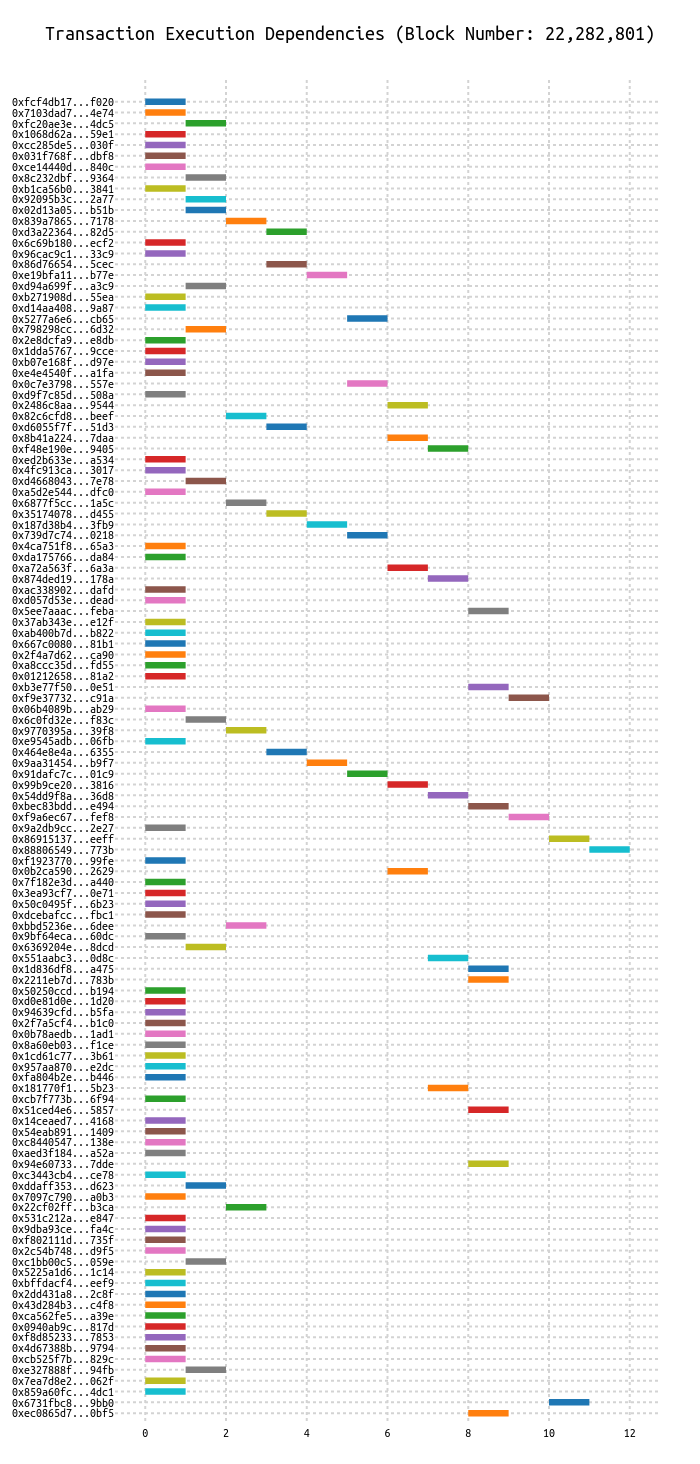 Transaction Execution Dependencies (Block Number: 22,282,801)
0xfcf4db17...f020
0x7103dad7...4e74
0xfc20ae3e...4dc5
0x1068d62a...59e1
0xcc285de5...030f
0x031f768f...dbf8
0xce14440d...840c
0x8c232dbf...9364
0xb1ca56b0...3841
0x92095b3c...2a77
0x02d13a05...b51b
0x839a7865...7178
0xd3a22364...82d5
0x6c69b180...ecf2
0x96cac9c1...33c9
0x86d76654...5cec
0xe19bfa11...b77e
0xd94a699f...a3c9
0xb271908d...55ea
0xd14aa408...9a87
0x5277a6e6...cb65
0x798298cc...6d32
0x2e8dcfa9...e8db
0x1dda5767...9cce
0xb07e168f...d97e
0xe4e4540f...a1fa
0x0c7e3798...557e
0xd9f7c85d...508a
0x2486c8aa...9544
0x82c6cfd8...beef
0xd6055f7f...51d3
0x8b41a224...7daa
0xf48e190e...9405
0xed2b633e...a534
0x4fc913ca...3017
0xd4668043...7e78
0xa5d2e544...dfc0
0x6877f5cc...1a5c
0x35174078...d455
0x187d38b4...3fb9
0x739d7c74...0218
0x4ca751f8...65a3
0xda175766...da84
0xa72a563f...6a3a
0x874ded19...178a
0xac338902...dafd
0xd057d53e...dead
0x5ee7aaac...feba
0x37ab343e...e12f
0xab400b7d...b822
0x667c0080...81b1
0x2f4a7d62...ca90
0xa8ccc35d...fd55
0x01212658...81a2
0xb3e77f50...0e51
0xf9e37732...c91a
0x06b4089b...ab29
0x6c0fd32e...f83c
0x9770395a...39f8
0xe9545adb...06fb
0x464e8e4a...6355
0x9aa31454...b9f7
0x91dafc7c...01c9
0x99b9ce20...3816
0x54dd9f8a...36d8
0xbec83bdd...e494
0xf9a6ec67...fef8
0x9a2db9cc...2e27
0x86915137...eeff
0x88806549...773b
0xf1923770...99fe
0x0b2ca590...2629
0x7f182e3d...a440
0x3ea93cf7...0e71
0x50c0495f...6b23
0xdcebafcc...fbc1
0xbbd5236e...6dee
0x9bf64eca...60dc
0x6369204e...8dcd
0x551aabc3...0d8c
0x1d836df8...a475
0x2211eb7d...783b
0x50250ccd...b194
0xd0e81d0e...1d20
0x94639cfd...b5fa
0x2f7a5cf4...b1c0
0x0b78aedb...1ad1
0x8a60eb03...f1ce
0x1cd61c77...3b61
0x957aa870...e2dc
0xfa804b2e...b446
0x181770f1...5b23
0xcb7f773b...6f94
0x51ced4e6...5857
0x14ceaed7...4168
0x54eab891...1409
0xc8440547...138e
0xaed3f184...a52a
0x94e60733...7dde
0xc3443cb4...ce78
0xddaff353...d623
0x7097c790...a0b3
0x22cf02ff...b3ca
0x531c212a...e847
0x9dba93ce...fa4c
0xf802111d...735f
0x2c54b748...d9f5
0xc1bb00c5...059e
0x5225a1d6...1c14
0xbffdacf4...eef9
0x2dd431a8...2c8f
0x43d284b3...c4f8
0xca562fe5...a39e
0x0940ab9c...817d
0xf8d85233...7853
0x4d67388b...9794
0xcb525f7b...829c
0xe327888f...94fb
0x7ea7d8e2...062f
0x859a60fc...4dc1
0x6731fbc8...9bb0
0xec0865d7...0bf5
0 2 4 6 8 10 12